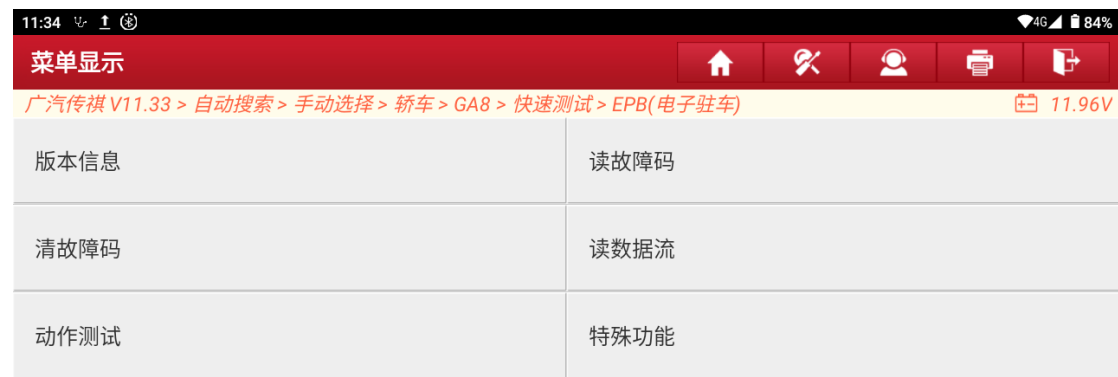 11:34 4G 84%
菜单显示
广汽传祺 V11.33 > 自动搜索 > 手动选择 > 轿车 > GA8 > 快速测试 > EPB(电子驻车) 11.96V
版本信息 读故障码
清故障码 读数据流
动作测试 特殊功能